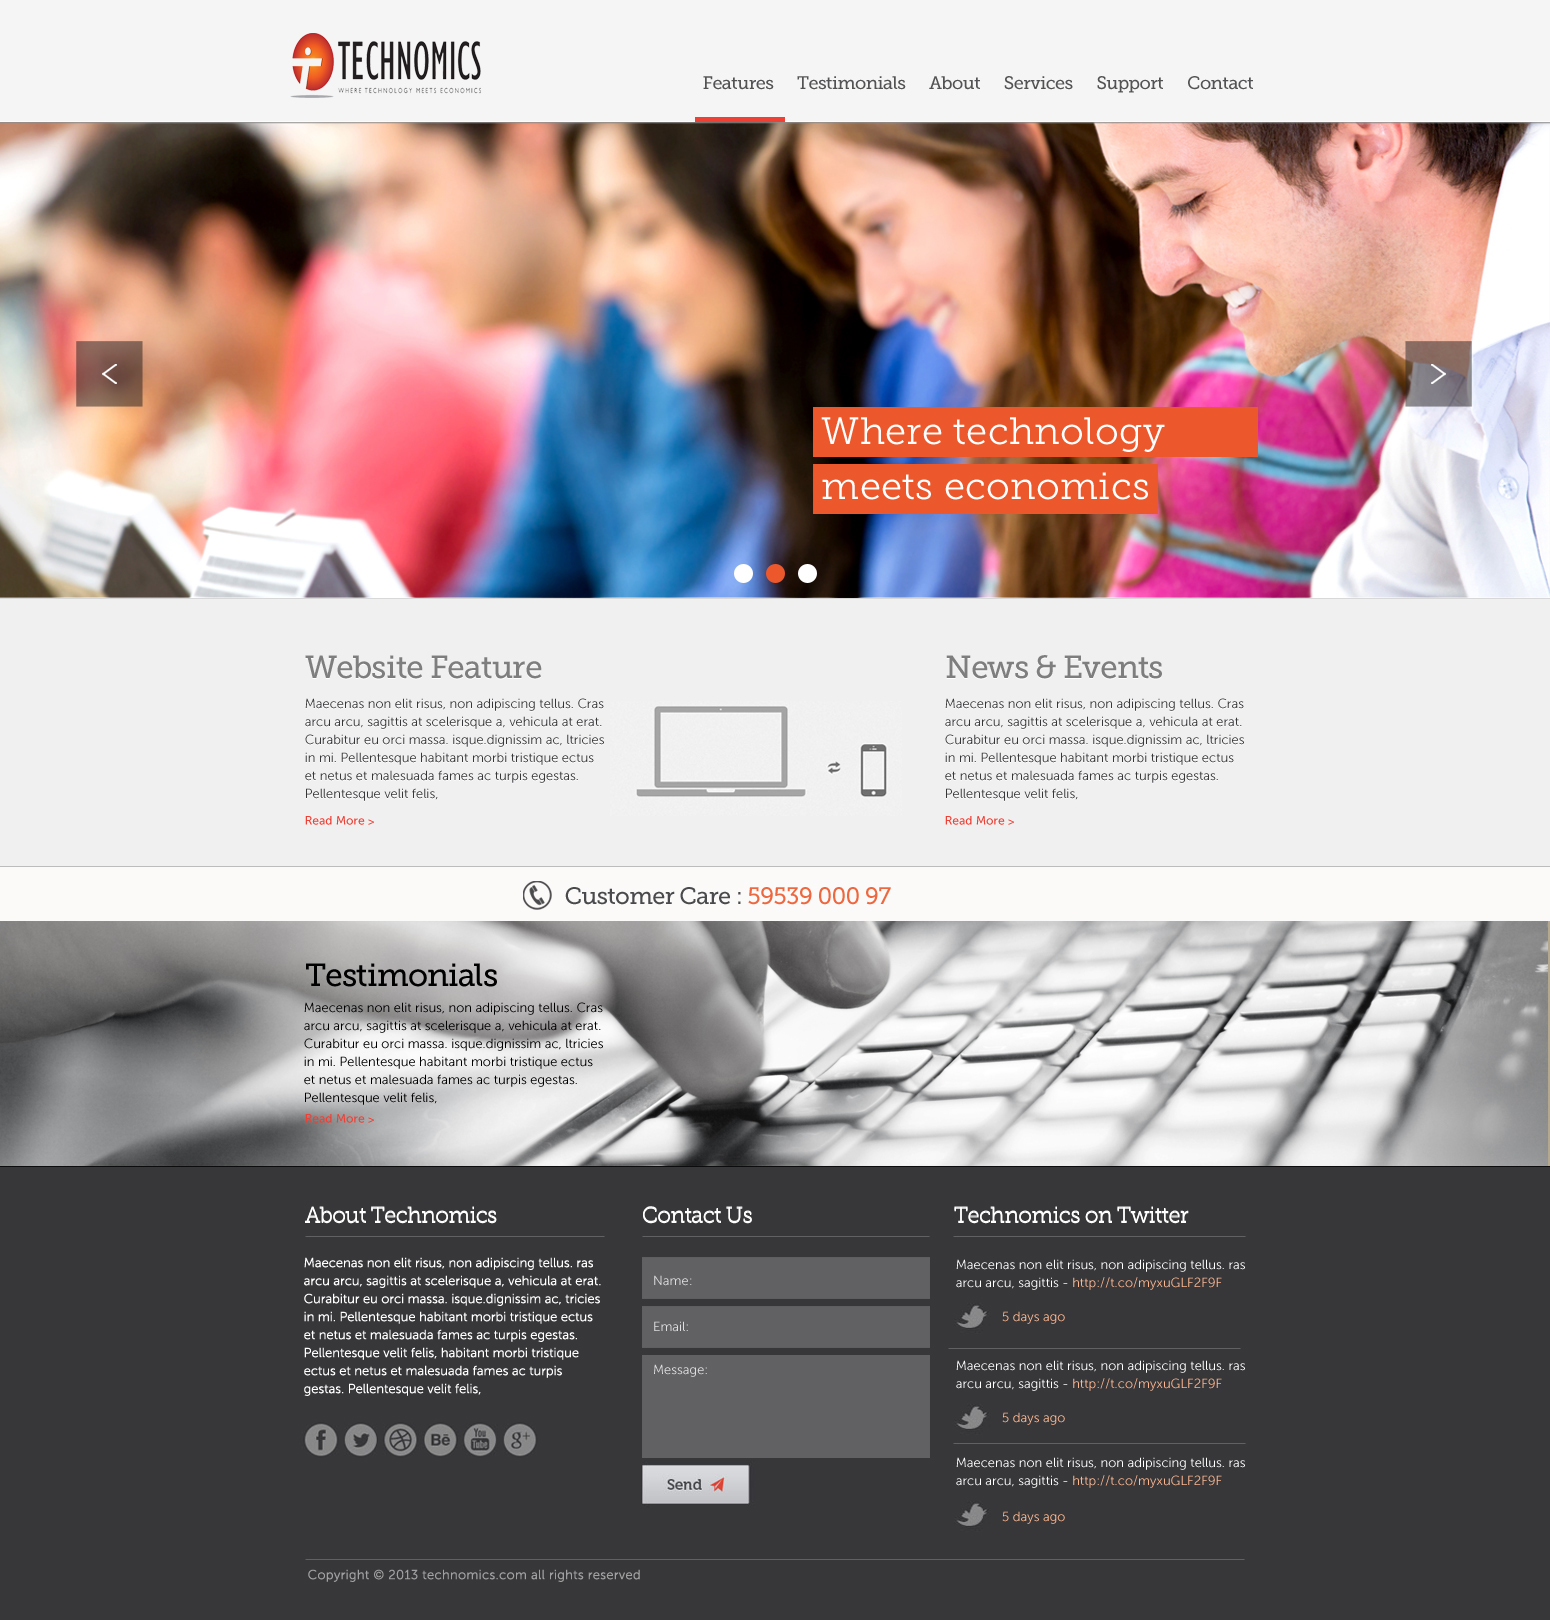 TECHNOMICS
WHERE TECHNOLOGY MEETS ECONOMICS
Features Testimonials About Services Support Contact
Where technology
meets economics
Website Feature
Maecenas non elit risus, non adipiscing tellus. Cras
arcu arcu, sagittis at scelerisque a, vehicula at erat.
Curabitur eu orci massa. isque.dignissim ac, ltricies
in mi. Pellentesque habitant morbi tristique ectus
et netus et malesuada fames ac turpis egestas.
Pellentesque velit felis,
Read More >
News & Events
Maecenas non elit risus, non adipiscing tellus. Cras
arcu arcu, sagittis at scelerisque a, vehicula at erat.
Curabitur eu orci massa. isque.dignissim ac, ltricies
in mi. Pellentesque habitant morbi tristique ectus
et netus et malesuada fames ac turpis egestas.
Pellentesque velit felis,
Read More >
Customer Care : 59539 000 97
Testimonials
Maecenas non elit risus, non adipiscing tellus. Cras
arcu arcu, sagittis at scelerisque a, vehicula at erat.
Curabitur eu orci massa. isque.dignissim ac, ltricies
in mi. Pellentesque habitant morbi tristique ectus
et netus et malesuada fames ac turpis egestas.
Pellentesque velit felis,
Read More >
About Technomics
Maecenas non elit risus, non adipiscing tellus. ras
arcu arcu, sagittis at scelerisque a, vehicula at erat.
Curabitur eu orci massa. isque.dignissim ac, tricies
in mi. Pellentesque habitant morbi tristique ectus
et netus et malesuada fames ac turpis egestas.
Pellentesque velit felis, habitant morbi tristique
ectus et netus et malesuada fames ac turpis
gestas. Pellentesque velit felis,
f Bē You Tube g+
Contact Us
Name:
Email:
Message:
Send
Technomics on Twitter
Maecenas non elit risus, non adipiscing tellus. ras
arcu arcu, sagittis - http://t.co/myxuGLF2F9F
5 days ago
Maecenas non elit risus, non adipiscing tellus. ras
arcu arcu, sagittis - http://t.co/myxuGLF2F9F
5 days ago
Maecenas non elit risus, non adipiscing tellus. ras
arcu arcu, sagittis - http://t.co/myxuGLF2F9F
5 days ago
Copyright © 2013 technomics.com all rights reserved